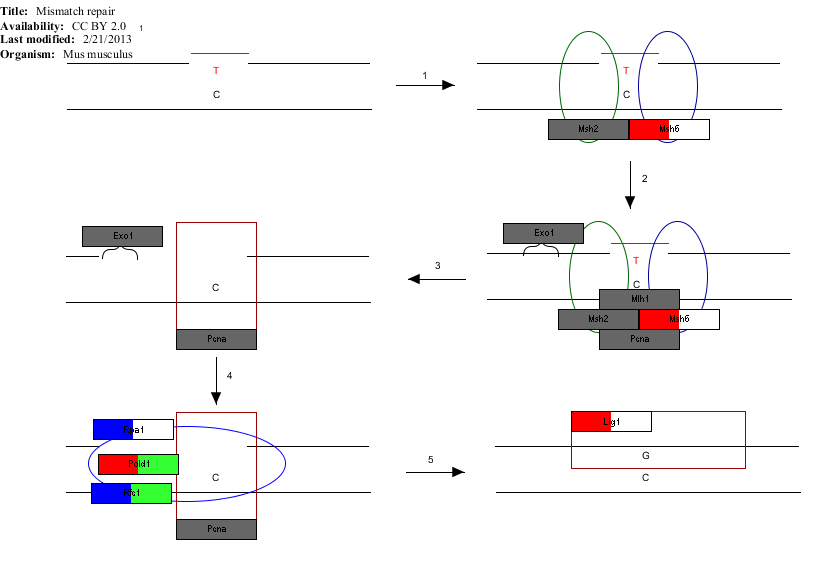 Title: Mismatch repair
Availability: CC BY 2.0 1
Last modified: 2/21/2013
Organism: Mus musculus
T
C
1
T
C
Msh2 Msh6
2
Exo1
T
C
Mlh1
Msh2 Msh6
Pcna
3
Exo1
C
Pcna
4
Rpa1
Pold1
C
Rfc1
Pcna
5
Lig1
G
C